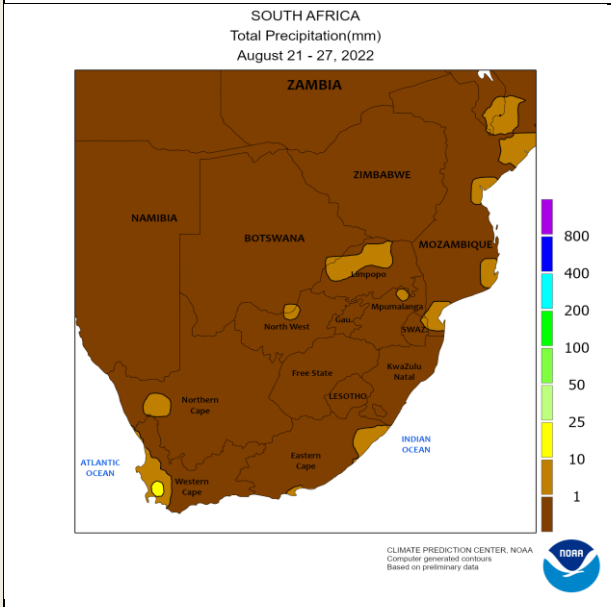 SOUTH AFRICA
Total Precipitation(mm)
August 21 - 27, 2022
ZAMBIA
ZIMBABWE
NAMIBIA
BOTSWANA
MOZAMBIQUE
Limpopo
Mpumalanga
North West
Gau.
SWAZ.
Free State
KwaZulu
Natal
LESOTHO
Northern
Cape
INDIAN
OCEAN
Eastern
Cape
ATLANTIC
OCEAN
Western
Cape
800
400
200
100
50
25
10
1
CLIMATE PREDICTION CENTER, NOAA
Computer generated contours
Based on preliminary data
NOAA